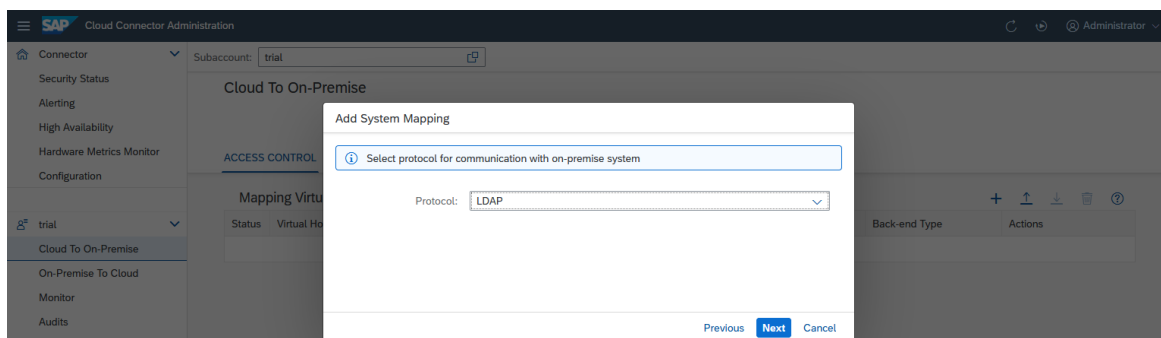 SAP Cloud Connector Administration
Administrator
Connector
Subaccount: trial
Security Status
Cloud To On-Premise
Alerting
Add System Mapping
High Availability
Hardware Metrics Monitor
ACCESS CONTROL
Select protocol for communication with on-premise system
Configuration
Mapping Virtu
Protocol: LDAP
trial
Status Virtual Ho
Back-end Type Actions
Cloud To On-Premise
On-Premise To Cloud
Monitor
Audits
Previous Next Cancel